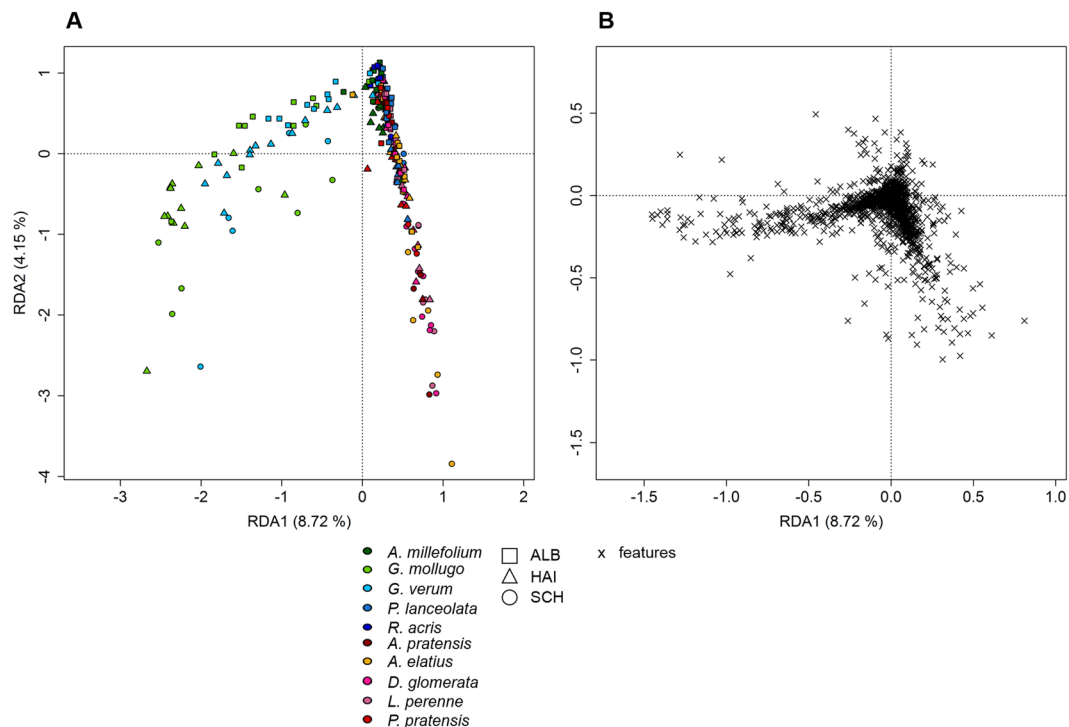 A
B
1
0
-1
-2
-3
-4
RDA2 (4.15 %)
-3
-2
-1
0
1
2
RDA1 (8.72 %)
0.5
0.0
-0.5
-1.0
-1.5
-1.5
-1.0
-0.5
0.0
0.5
1.0
RDA1 (8.72 %)
A. millefolium
G. mollugo
G. verum
P. lanceolata
R. acris
A. pratensis
A. elatius
D. glomerata
L. perenne
P. pratensis
ALB
HAI
SCH
x features